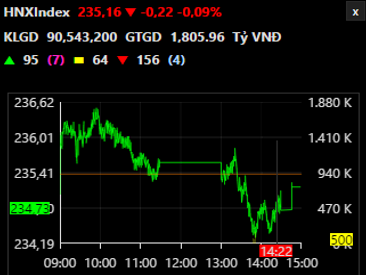 HNXIndex 235,16 ▼ -0,22 -0,09% x
KLGD 90,543,200 GTGD 1,805.96 Tỷ VNĐ
▲ 95 (7) 64 ▼ 156 (4)
236,62 1.880 K
236,01 1.410 K
235,41 940 K
234,73 470 K
234,19 500 K
14:22
09:00 10:00 11:00 12:00 13:00 14:00 15:00